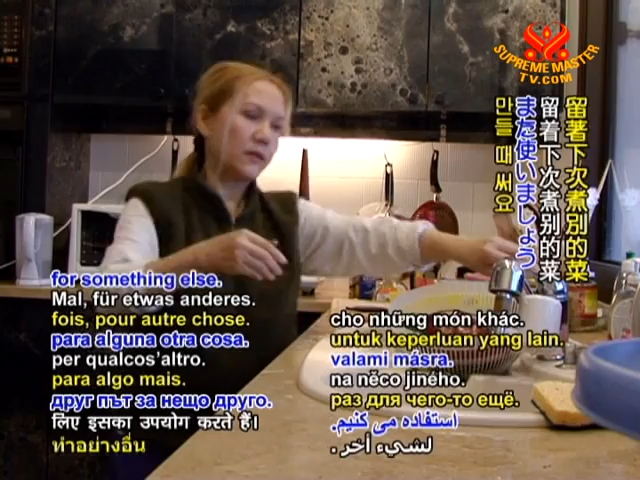 SUPREME MASTER
TV.COM
留著下次煮別的菜
留着下次煮别的菜
また使いましょう
만들 때 써요
for something else.
Mal, für etwas anderes.
fois, pour autre chose.
para alguna otra cosa.
per qualcos'altro.
para algo mais.
друг път за нещо друго.
लिए इसका उपयोग करते हैं।
ทำอย่างอื่น
cho những món khác.
untuk keperluan yang lain.
valami másra.
na něco jiného.
раз для чего-то ещё.
استفاده می کنیم.
لشيء أخر .